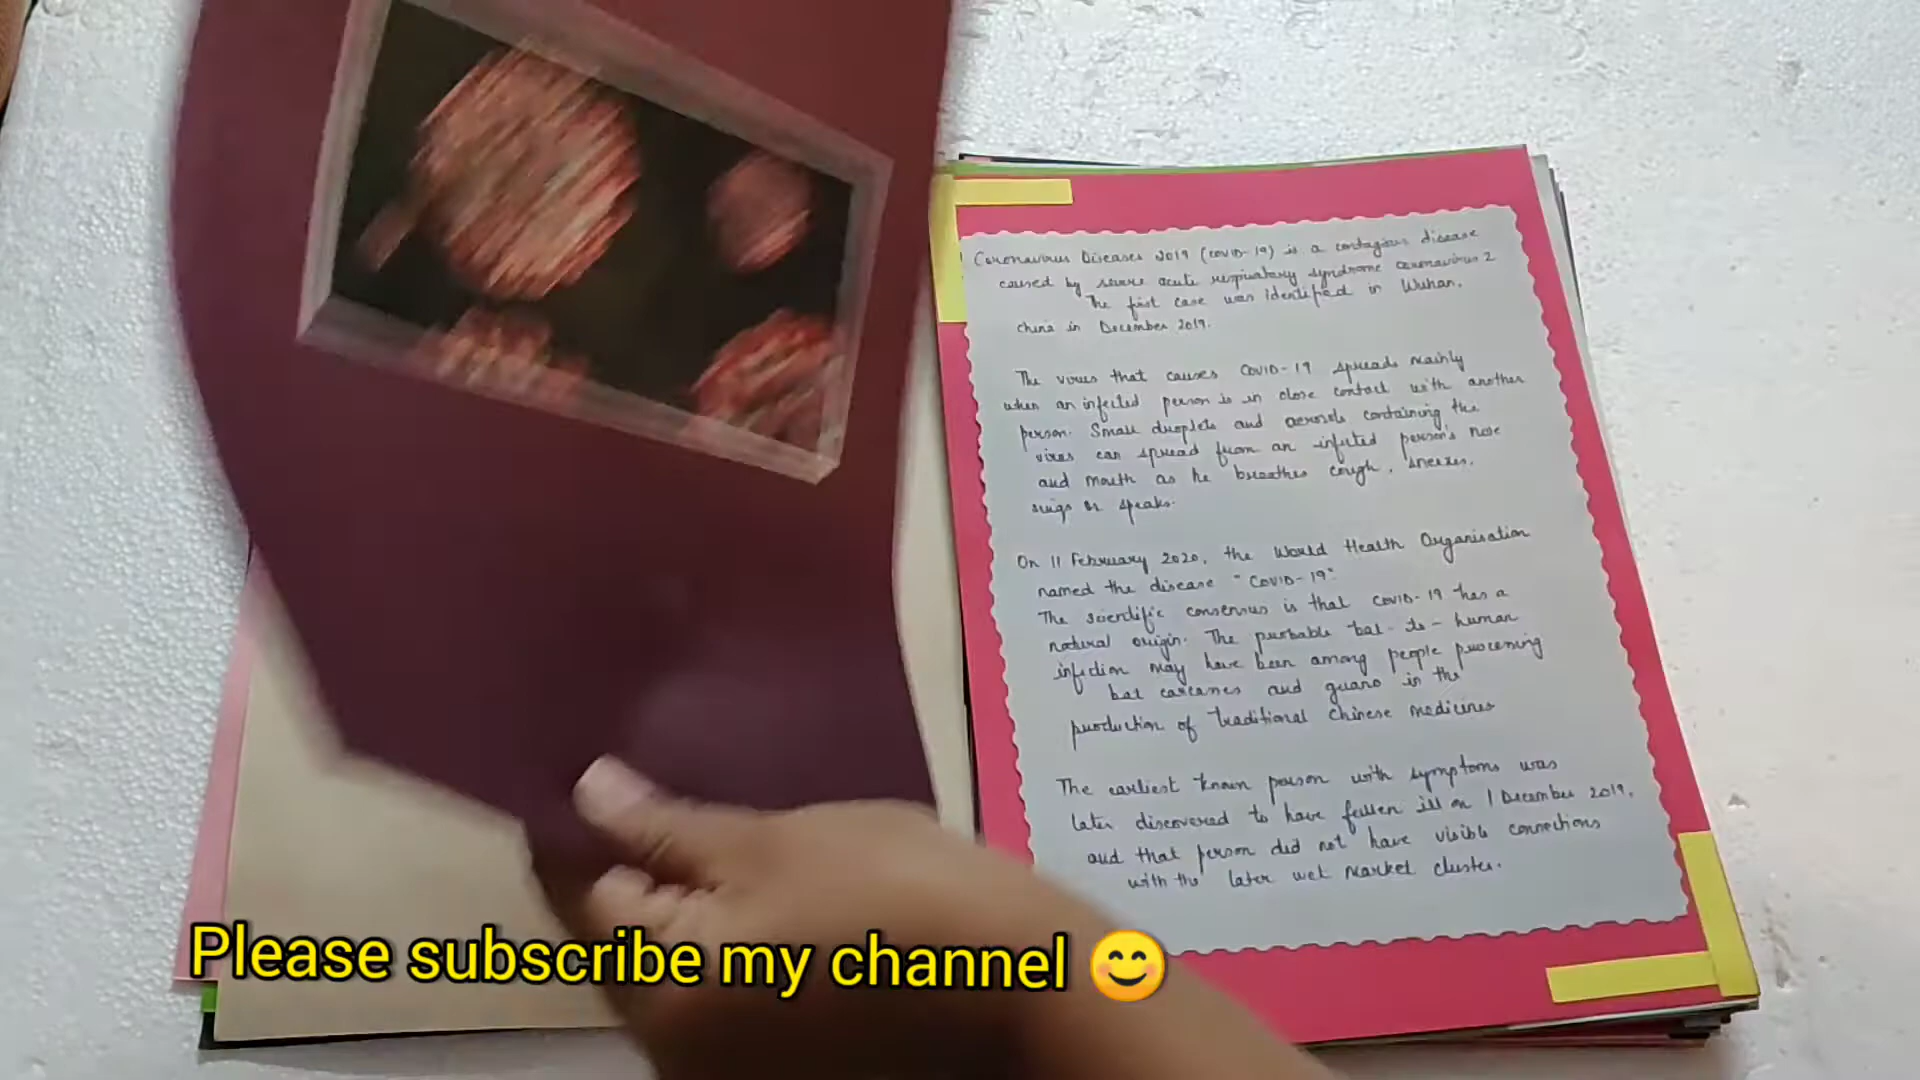 Coronavirus Diseases 2019 (COVID-19) is a contagious disease
caused by severe acute respiratory syndrome coronavirus 2
The first case was identified in Wuhan,
China in December 2019.
The virus that causes COVID-19 spreads mainly
when an infected person is in close contact with another
person. Small droplets and aerosols containing the
virus can spread from an infected person's nose
and mouth as he breathes cough, sneezes,
sings or speaks.
On 11 February 2020, the World Health Organisation
named the disease "COVID-19".
The scientific consensus is that COVID-19 has a
natural origin. The probable bat-to-human
infection may have been among people processing
bat carcasses and guano in the
production of traditional Chinese medicines
The earliest known person with symptoms was
later discovered to have fallen ill on 1 December 2019,
and that person did not have visible connections
with the later wet market cluster.
Please subscribe my channel 😊